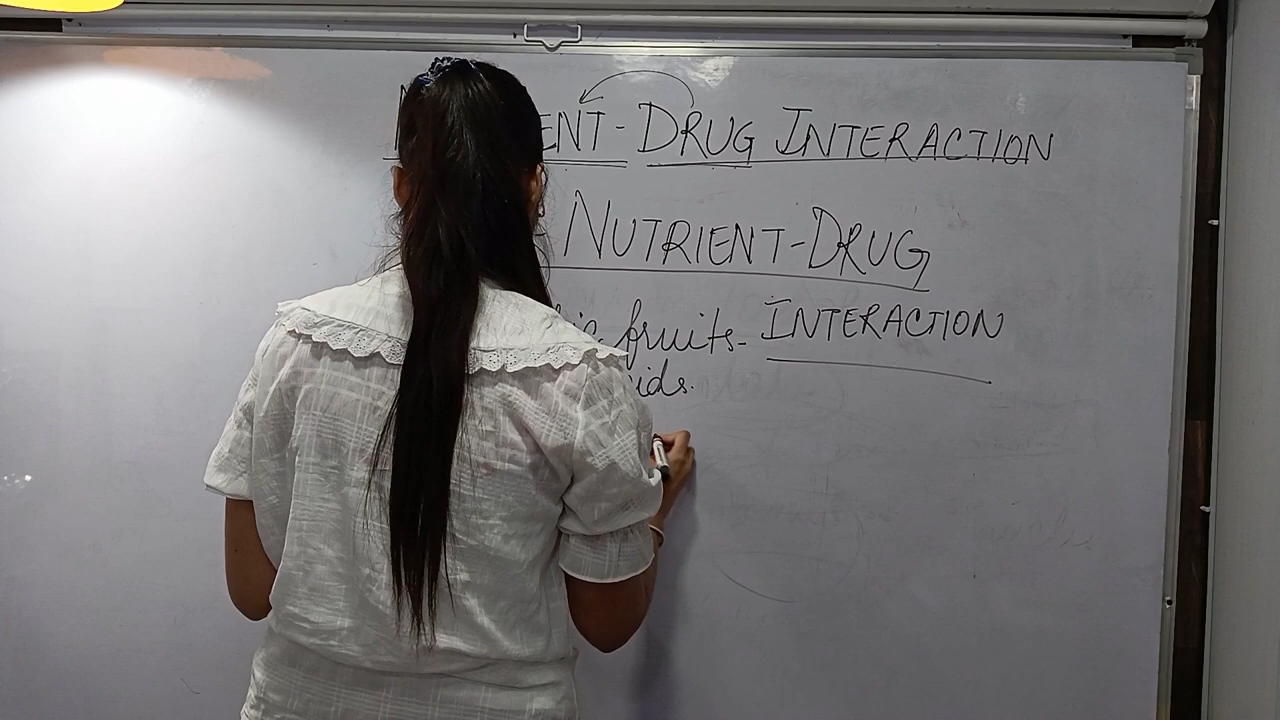 ENT-DRUG INTERACTION
- NUTRIENT-DRUG
fruits- INTERACTION
ids.